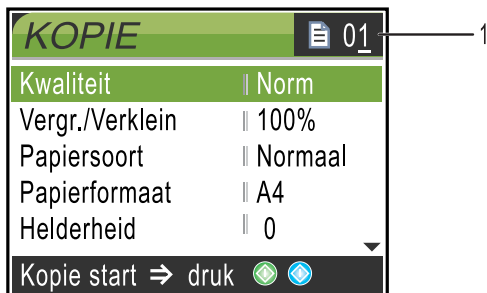 KOPIE 01 1
Kwaliteit Norm
Vergr./Verklein 100%
Papiersoort Normaal
Papierformaat A4
Helderheid 0
Kopie start ⇒ druk